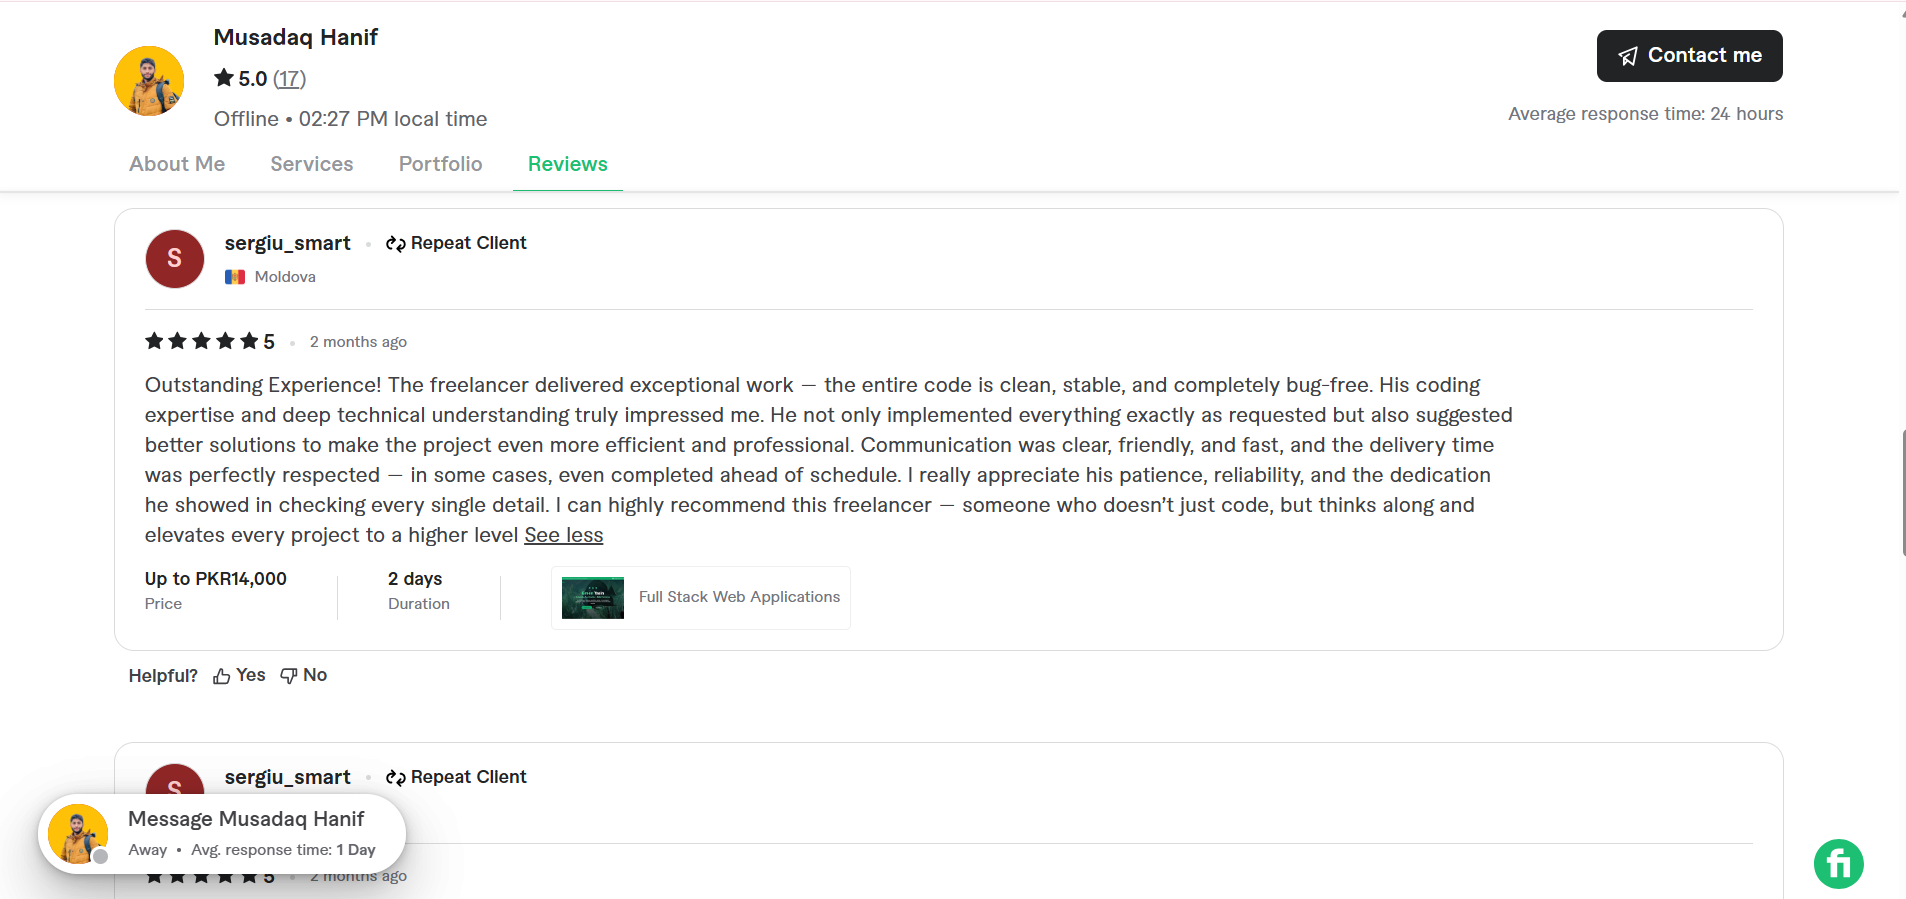 Musadaq Hanif
5.0 (17)
Offline • 02:27 PM local time
Contact me
Average response time: 24 hours
About Me Services Portfolio Reviews
S
sergiu_smart • Repeat Client
Moldova
5 • 2 months ago
Outstanding Experience! The freelancer delivered exceptional work — the entire code is clean, stable, and completely bug-free. His coding
expertise and deep technical understanding truly impressed me. He not only implemented everything exactly as requested but also suggested
better solutions to make the project even more efficient and professional. Communication was clear, friendly, and fast, and the delivery time
was perfectly respected — in some cases, even completed ahead of schedule. I really appreciate his patience, reliability, and the dedication
he showed in checking every single detail. I can highly recommend this freelancer — someone who doesn’t just code, but thinks along and
elevates every project to a higher level See less
Up to PKR14,000
Price
2 days
Duration
Full Stack Web Applications
Helpful? Yes No
S
sergiu_smart • Repeat Client
Message Musadaq Hanif
Away • Avg. response time: 1 Day
5 • 2 months ago
fi